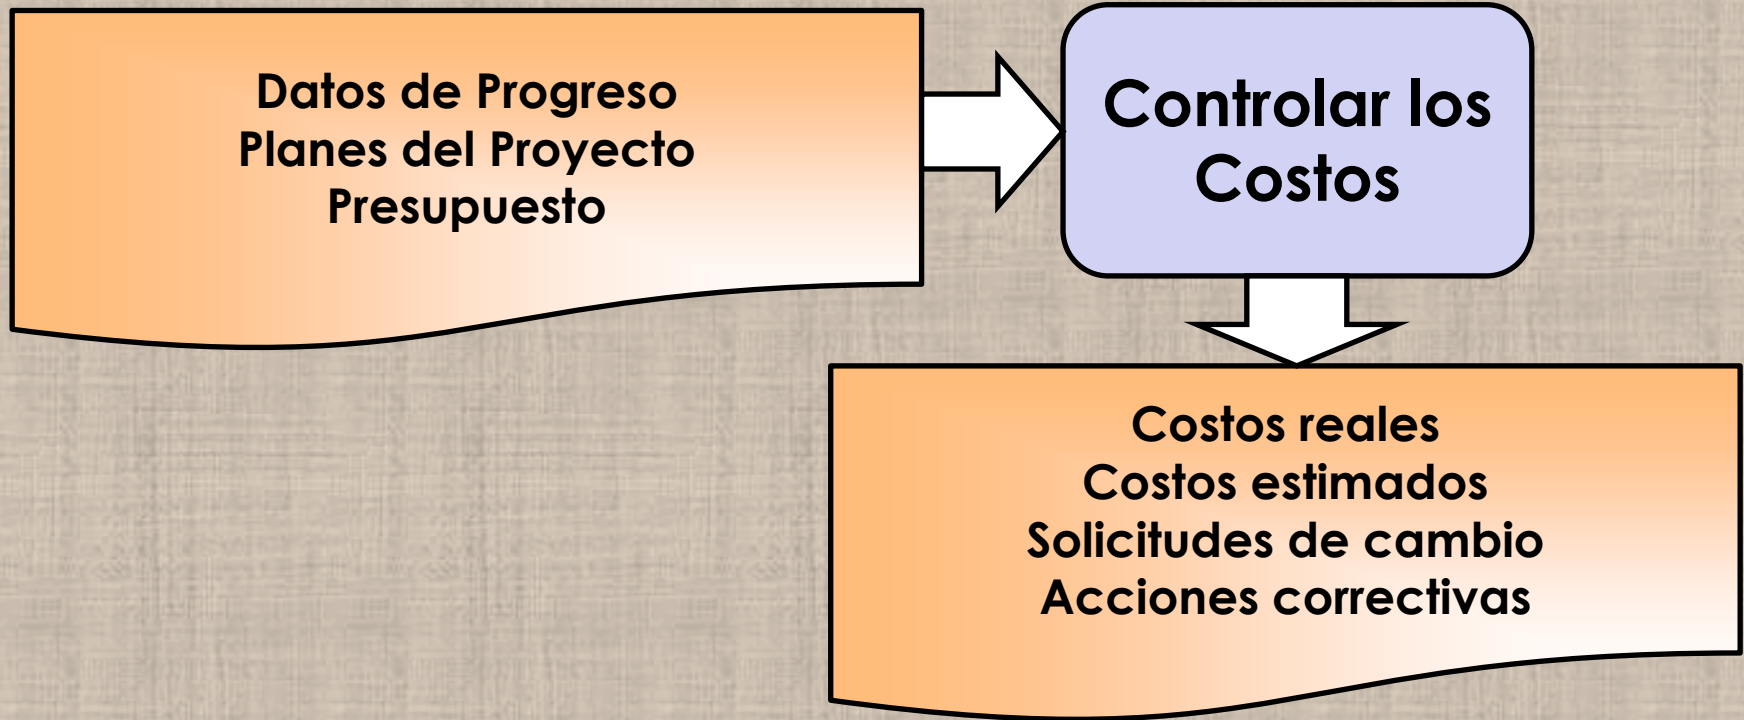 Datos de Progreso
Planes del Proyecto
Presupuesto
Controlar los
Costos
Costos reales
Costos estimados
Solicitudes de cambio
Acciones correctivas